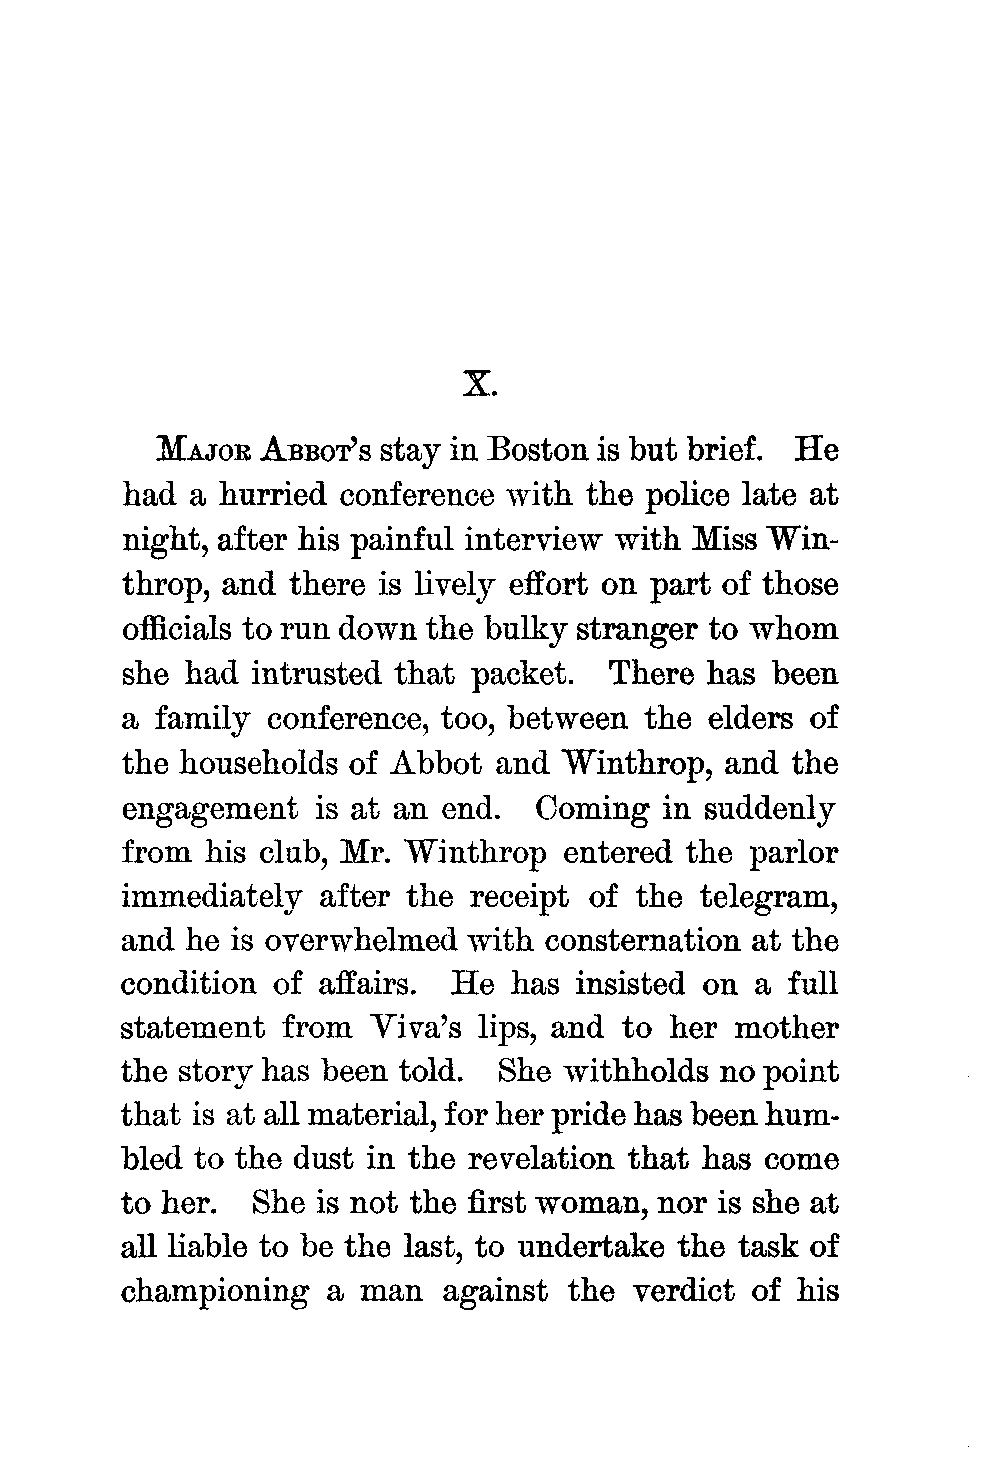 X.
Major Abbot's stay in Boston is but brief. He
had a hurried conference with the police late at
night, after his painful interview with Miss Win-
throp, and there is lively effort on part of those
officials to run down the bulky stranger to whom
she had intrusted that packet. There has been
a family conference, too, between the elders of
the households of Abbot and Winthrop, and the
engagement is at an end. Coming in suddenly
from his club, Mr. Winthrop entered the parlor
immediately after the receipt of the telegram,
and he is overwhelmed with consternation at the
condition of affairs. He has insisted on a full
statement from Viva's lips, and to her mother
the story has been told. She withholds no point
that is at all material, for her pride has been hum-
bled to the dust in the revelation that has come
to her. She is not the first woman, nor is she at
all liable to be the last, to undertake the task of
championing a man against the verdict of his